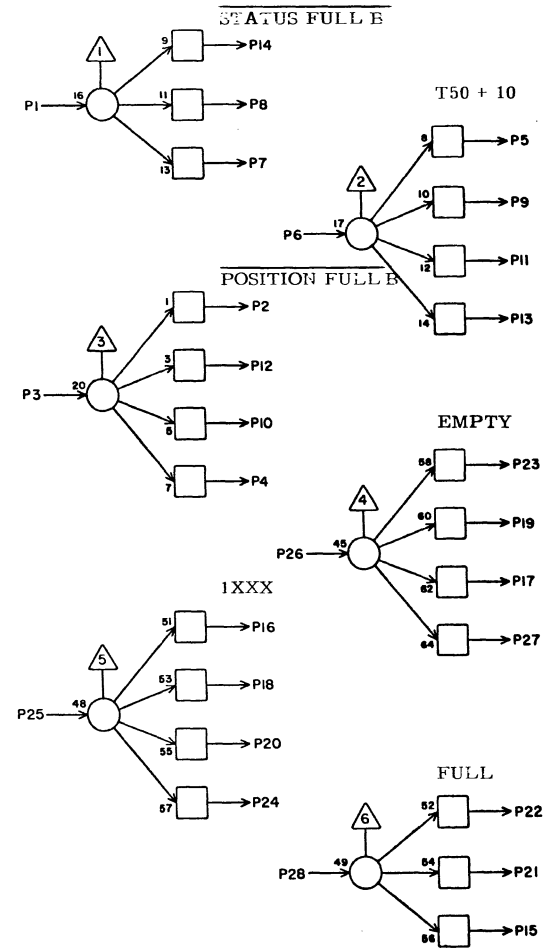 STATUS FULL B
1
9 P14
P1 16 11 P8
13 P7
T50 + 10
2
8 P5
10 P9
P6 17
12 P11
14 P13
POSITION FULL B
3
1 P2
3 P12
P3 20
5 P10
7 P4
EMPTY
4
58 P23
60 P19
P26 45
62 P17
64 P27
1XXX
5
51 P16
53 P18
P25 48
55 P20
57 P24
FULL
6
52 P22
P28 49 54 P21
56 P15